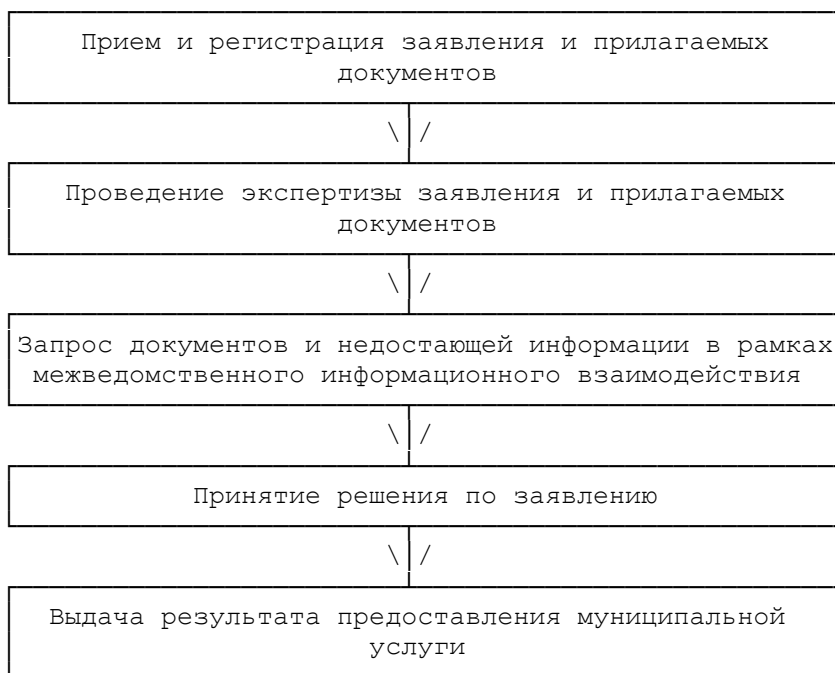 Прием и регистрация заявления и прилагаемых
документов
Проведение экспертизы заявления и прилагаемых
документов
Запрос документов и недостающей информации в рамках
межведомственного информационного взаимодействия
Принятие решения по заявлению
Выдача результата предоставления муниципальной
услуги